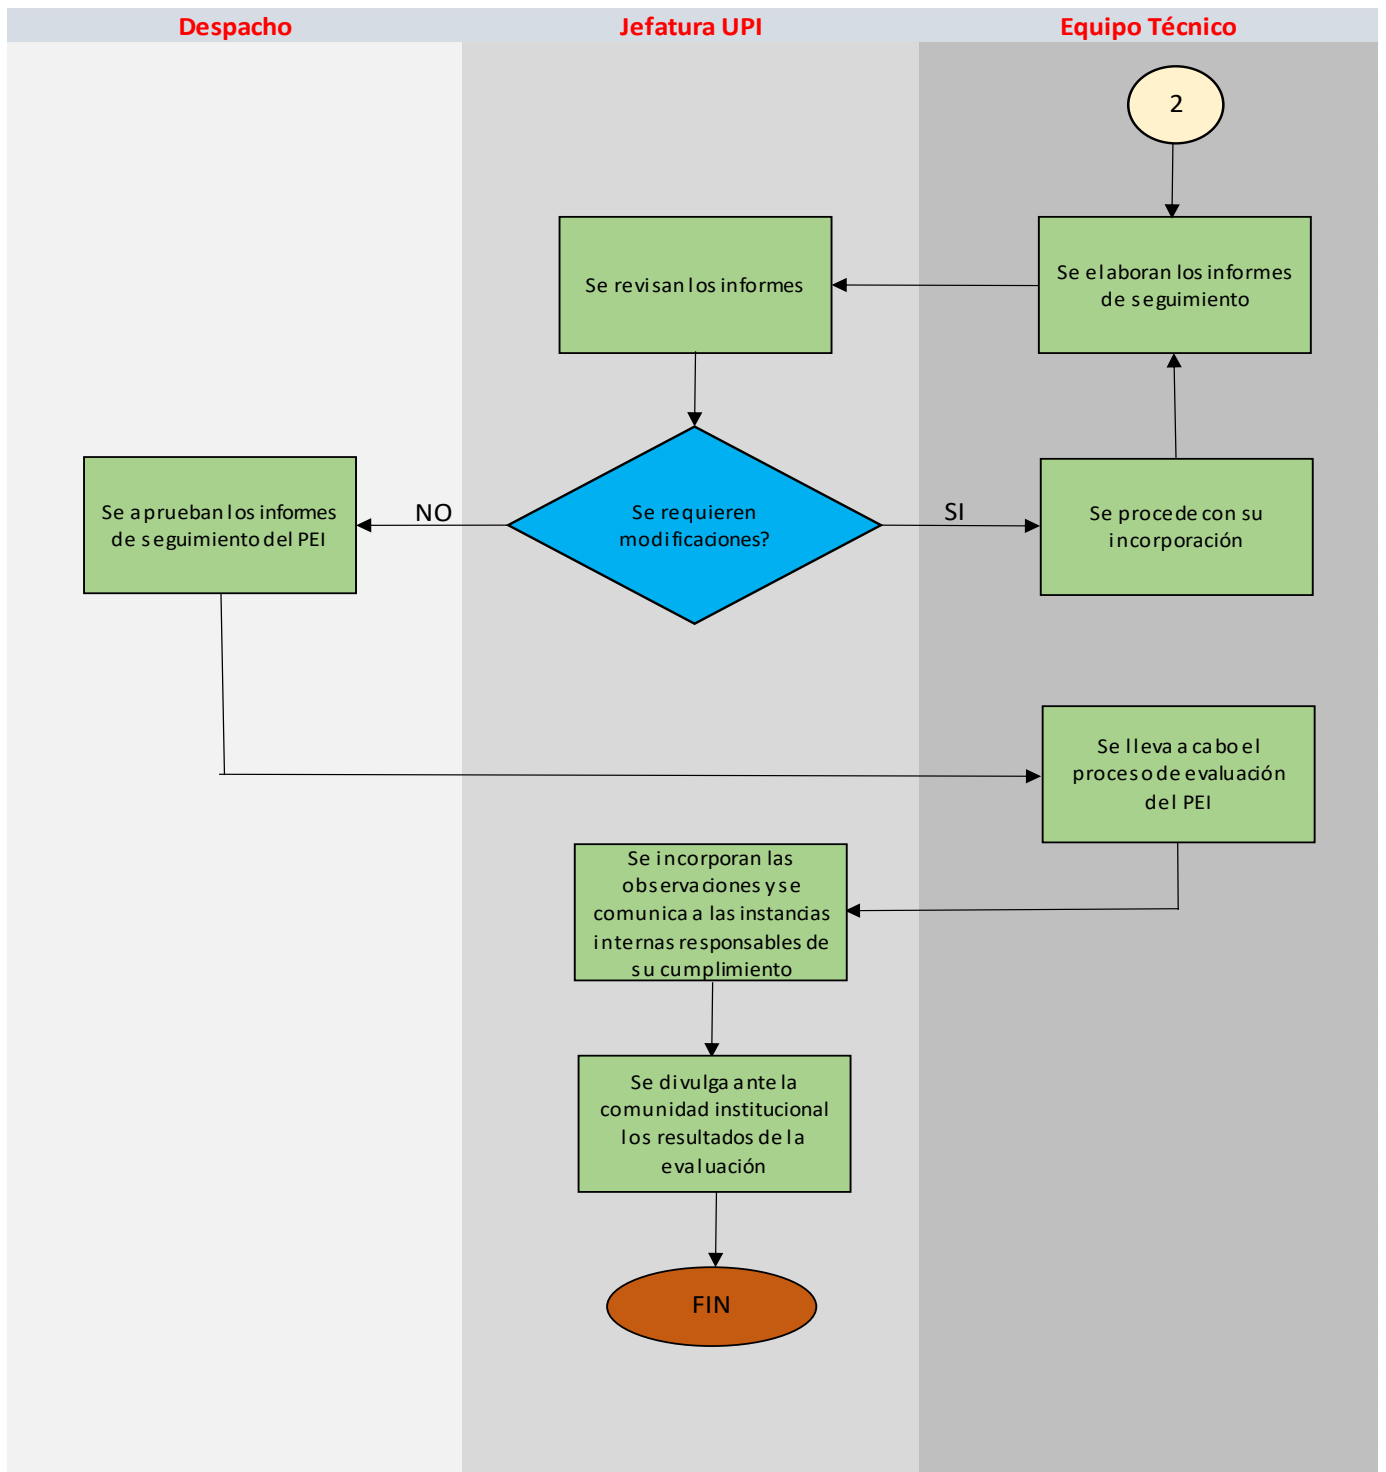 Despacho
Jefatura UPI
Equipo Técnico
2
Se revisan los informes
Se elaboran los informes
de seguimiento
Se aprueban los informes
de seguimiento del PEI
NO
Se requieren
modificaciones?
SI
Se procede con su
incorporación
Se lleva a cabo el
proceso de evaluación
del PEI
Se incorporan las
observaciones y se
comunica a las instancias
internas responsables de
su cumplimiento
Se divulga ante la
comunidad institucional
los resultados de la
evaluación
FIN